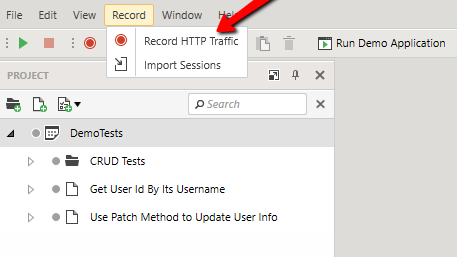 File Edit View Record Window Help
Record HTTP Traffic
Run Demo Application
Import Sessions
PROJECT
Search
DemoTests
CRUD Tests
Get User Id By Its Username
Use Patch Method to Update User Info